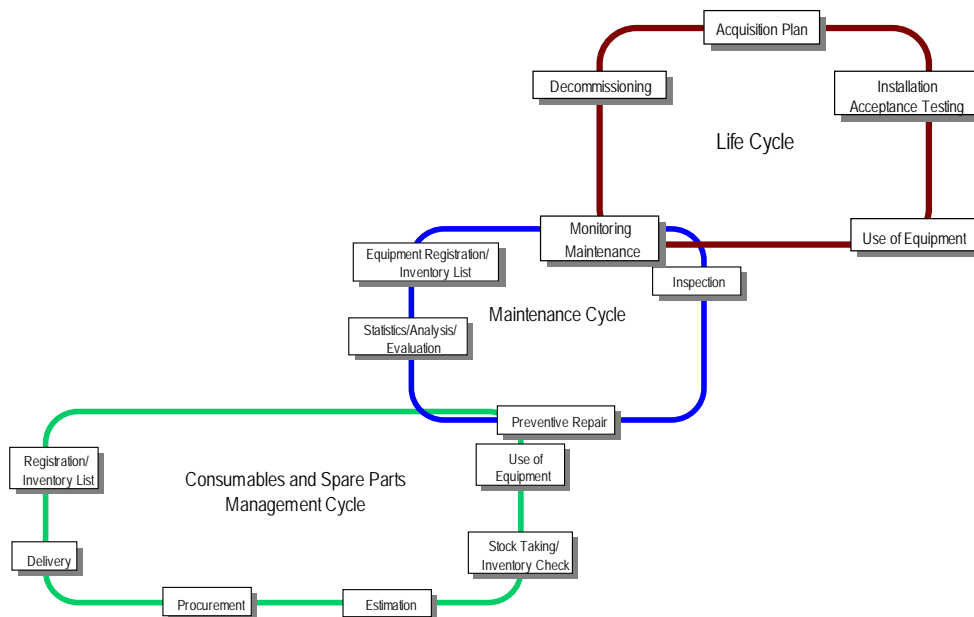 Acquisition Plan
Decommissioning
Installation
Acceptance Testing
Life Cycle
Monitoring
Maintenance
Use of Equipment
Equipment Registration/
Inventory List
Inspection
Maintenance Cycle
Statistics/Analysis/
Evaluation
Preventive Repair
Registration/
Inventory List
Use of
Equipment
Consumables and Spare Parts
Management Cycle
Stock Taking/
Inventory Check
Delivery
Procurement
Estimation